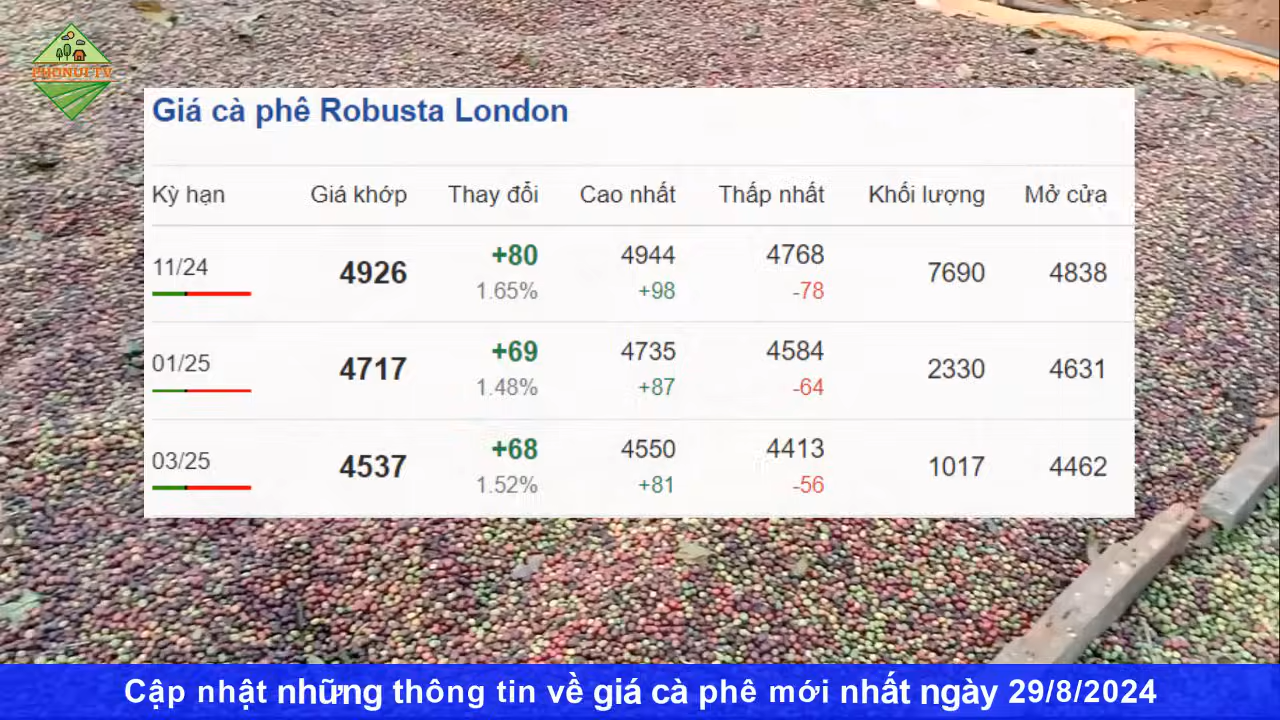 PHONUI TV
Giá cà phê Robusta London
Kỳ hạn Giá khớp Thay đổi Cao nhất Thấp nhất Khối lượng Mở cửa
11/24 4926 +80 4944 4768 7690 4838
1.65% +98 -78
01/25 4717 +69 4735 4584 2330 4631
1.48% +87 -64
03/25 4537 +68 4550 4413 1017 4462
1.52% +81 -56
Cập nhật những thông tin về giá cà phê mới nhất ngày 29/8/2024